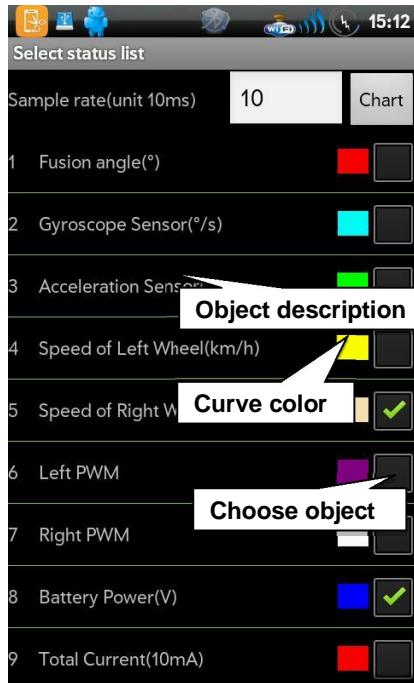 WiFi 15:12
Select status list
Sample rate(unit 10ms) 10 Chart
1 Fusion angle(°)
2 Gyroscope Sensor(°/s)
3 Acceleration Sensor
Object description
4 Speed of Left Wheel(km/h)
Curve color
5 Speed of Right W
6 Left PWM
Choose object
7 Right PWM
8 Battery Power(V)
9 Total Current(10mA)